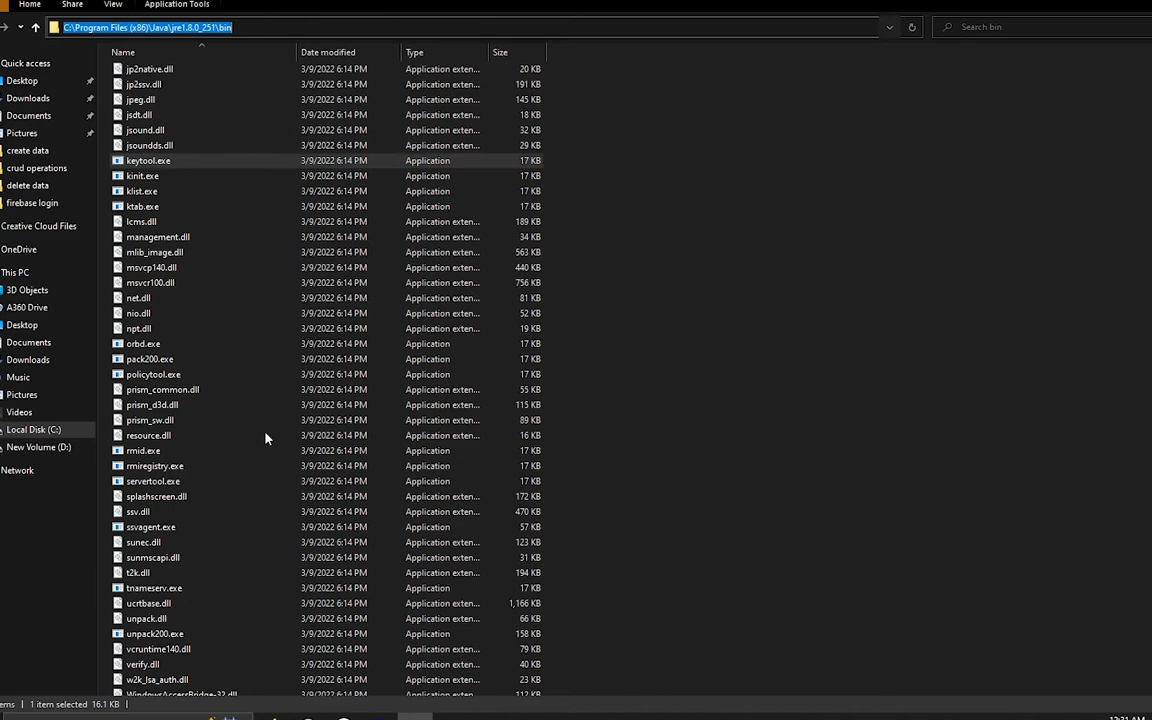 Home Share View Application Tools
C:\Program Files (x86)\Java\jre1.8.0_251\bin
Search bin
Name Date modified Type Size
Quick access
Desktop
Downloads
Documents
Pictures
create data
crud operations
delete data
firebase login
Creative Cloud Files
OneDrive
This PC
3D Objects
A360 Drive
Desktop
Documents
Downloads
Music
Pictures
Videos
Local Disk (C:)
New Volume (D:)
Network
jp2native.dll 3/9/2022 6:14 PM Application exten... 20 KB
jp2ssv.dll 3/9/2022 6:14 PM Application exten... 191 KB
jpeg.dll 3/9/2022 6:14 PM Application exten... 145 KB
jsdt.dll 3/9/2022 6:14 PM Application exten... 18 KB
jsound.dll 3/9/2022 6:14 PM Application exten... 32 KB
jsoundds.dll 3/9/2022 6:14 PM Application exten... 29 KB
keytool.exe 3/9/2022 6:14 PM Application 17 KB
kinit.exe 3/9/2022 6:14 PM Application 17 KB
klist.exe 3/9/2022 6:14 PM Application 17 KB
ktab.exe 3/9/2022 6:14 PM Application 17 KB
lcms.dll 3/9/2022 6:14 PM Application exten... 189 KB
management.dll 3/9/2022 6:14 PM Application exten... 34 KB
mlib_image.dll 3/9/2022 6:14 PM Application exten... 563 KB
msvcp140.dll 3/9/2022 6:14 PM Application exten... 440 KB
msvcr100.dll 3/9/2022 6:14 PM Application exten... 756 KB
net.dll 3/9/2022 6:14 PM Application exten... 81 KB
nio.dll 3/9/2022 6:14 PM Application exten... 52 KB
npt.dll 3/9/2022 6:14 PM Application exten... 19 KB
orbd.exe 3/9/2022 6:14 PM Application 17 KB
pack200.exe 3/9/2022 6:14 PM Application 17 KB
policytool.exe 3/9/2022 6:14 PM Application 17 KB
prism_common.dll 3/9/2022 6:14 PM Application exten... 55 KB
prism_d3d.dll 3/9/2022 6:14 PM Application exten... 115 KB
prism_sw.dll 3/9/2022 6:14 PM Application exten... 89 KB
resource.dll 3/9/2022 6:14 PM Application exten... 16 KB
rmid.exe 3/9/2022 6:14 PM Application 17 KB
rmiregistry.exe 3/9/2022 6:14 PM Application 17 KB
servertool.exe 3/9/2022 6:14 PM Application 17 KB
splashscreen.dll 3/9/2022 6:14 PM Application exten... 172 KB
ssv.dll 3/9/2022 6:14 PM Application exten... 470 KB
ssvagent.exe 3/9/2022 6:14 PM Application 57 KB
sunec.dll 3/9/2022 6:14 PM Application exten... 123 KB
sunmscapi.dll 3/9/2022 6:14 PM Application exten... 31 KB
t2k.dll 3/9/2022 6:14 PM Application exten... 194 KB
tnameserv.exe 3/9/2022 6:14 PM Application 17 KB
ucrtbase.dll 3/9/2022 6:14 PM Application exten... 1,166 KB
unpack.dll 3/9/2022 6:14 PM Application exten... 66 KB
unpack200.exe 3/9/2022 6:14 PM Application 158 KB
vcruntime140.dll 3/9/2022 6:14 PM Application exten... 79 KB
verify.dll 3/9/2022 6:14 PM Application exten... 40 KB
w2k_lsa_auth.dll 3/9/2022 6:14 PM Application exten... 23 KB
WindowsAccessBridge-32.dll 3/9/2022 6:14 PM Application exten... 112 KB
ems 1 item selected 16.1 KB
12:31 AM